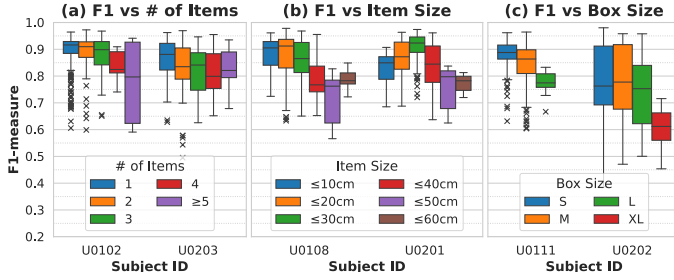 (a) F1 vs # of Items
(b) F1 vs Item Size
(c) F1 vs Box Size
F1-measure
1.0
0.9
0.8
0.7
0.6
0.5
0.4
0.3
0.2
# of Items
1
2
3
4
≥5
Item Size
≤10cm
≤20cm
≤30cm
≤40cm
≤50cm
≤60cm
Box Size
S
M
L
XL
U0102
U0203
U0108
U0201
U0111
U0202
Subject ID
Subject ID
Subject ID